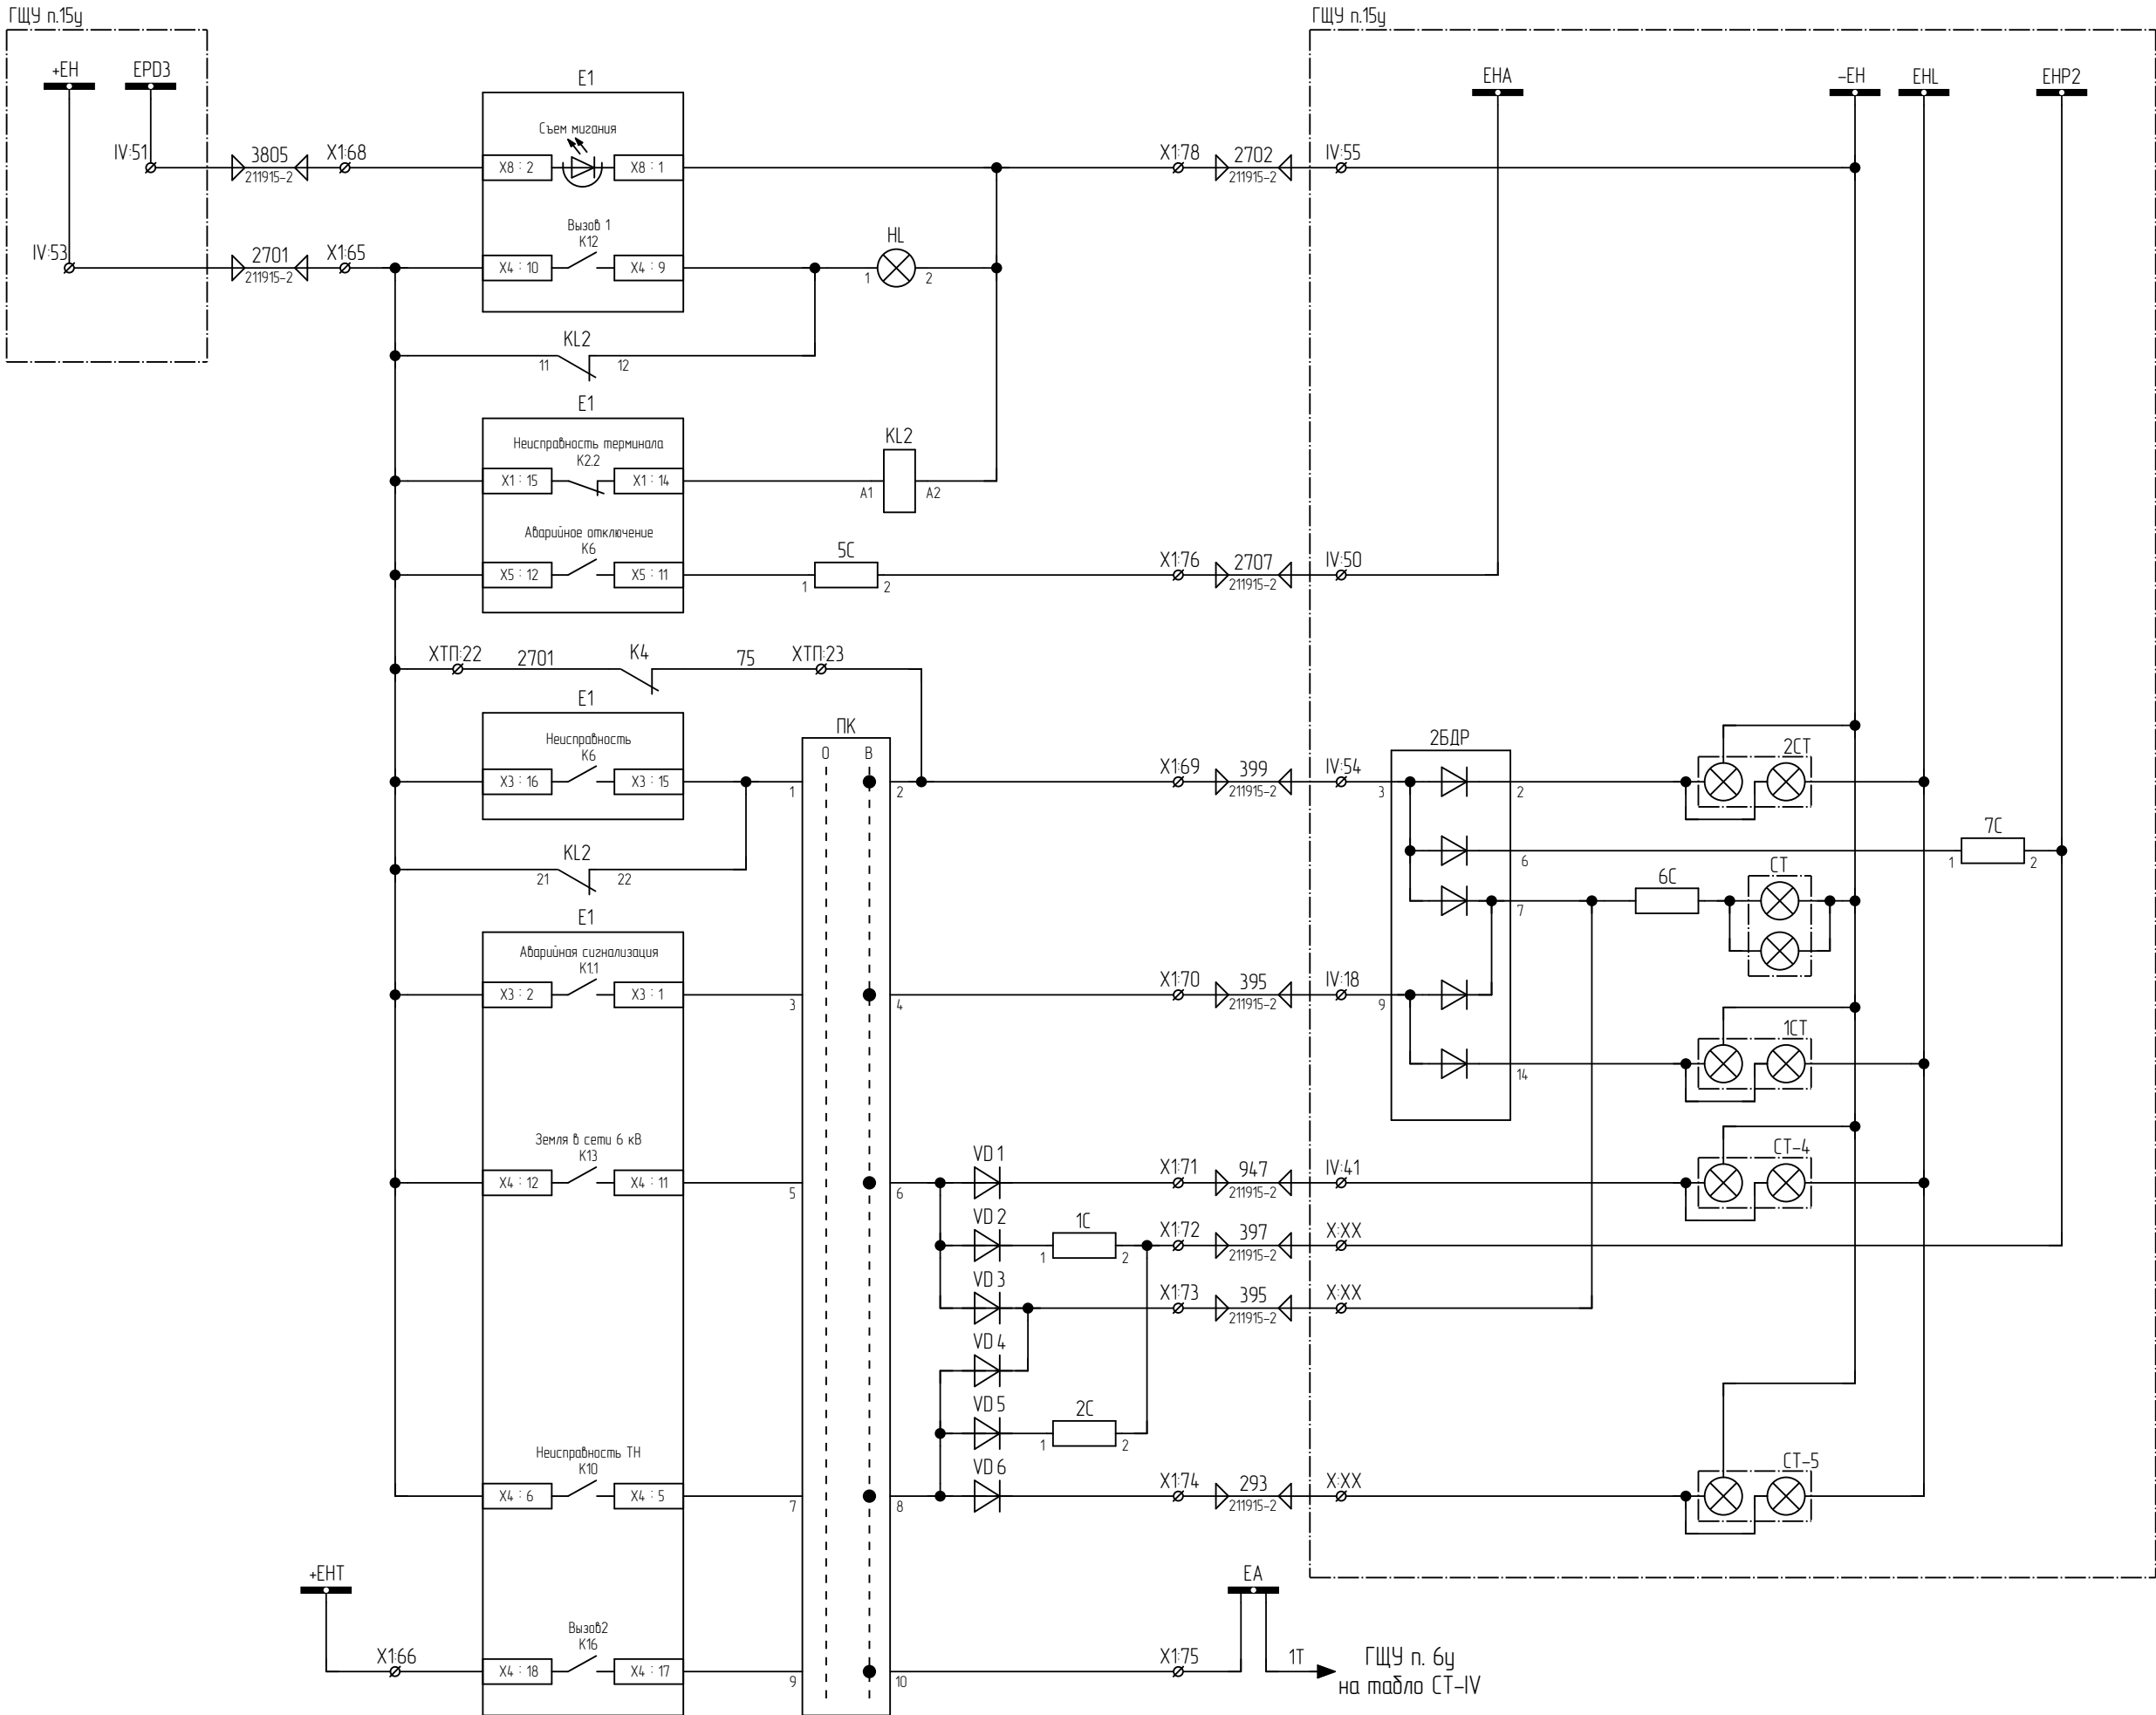 ГЩУ п.15у
ГЩУ п.15у
+EH
EPD3
E1
EHA
-EH
EHL
EHP2
Съем мигания
IV:51
3805
211915-2
X1:68
X8 : 2
X8 : 1
X1:78
2702
211915-2
IV:55
Вызов 1
K12
HL
IV:53
2701
211915-2
X1:65
X4 : 10
X4 : 9
1
2
KL2
11
12
E1
Неисправность терминала
K2.2
KL2
X1 : 15
X1 : 14
A1
A2
Аварийное отключение
K6
5C
X5 : 12
X5 : 11
1
2
X1:76
2707
211915-2
IV:50
ХТП:22
2701
K4
75
ХТП:23
E1
ПК
2БДР
2СТ
Неисправность
K6
О
В
X3 : 16
X3 : 15
1
2
X1:69
399
211915-2
IV:54
3
2
7C
6
1
2
KL2
21
22
6C
СТ
7
E1
Аварийная сигнализация
K1.1
X3 : 2
X3 : 1
3
4
X1:70
395
211915-2
IV:18
9
1СТ
14
Земля в сети 6 кВ
K13
X4 : 12
X4 : 11
5
6
VD 1
X1:71
947
211915-2
IV:41
СТ-4
VD 2
1C
1
2
X1:72
397
211915-2
X:XX
VD 3
X1:73
395
211915-2
X:XX
VD 4
VD 5
2C
1
2
Неисправность ТН
K10
X4 : 6
X4 : 5
7
8
VD 6
X1:74
293
211915-2
X:XX
СТ-5
+EHT
EA
Вызов2
K16
X1:66
X4 : 18
X4 : 17
9
10
X1:75
1T
ГЩУ п. 6у
на табло СТ-IV